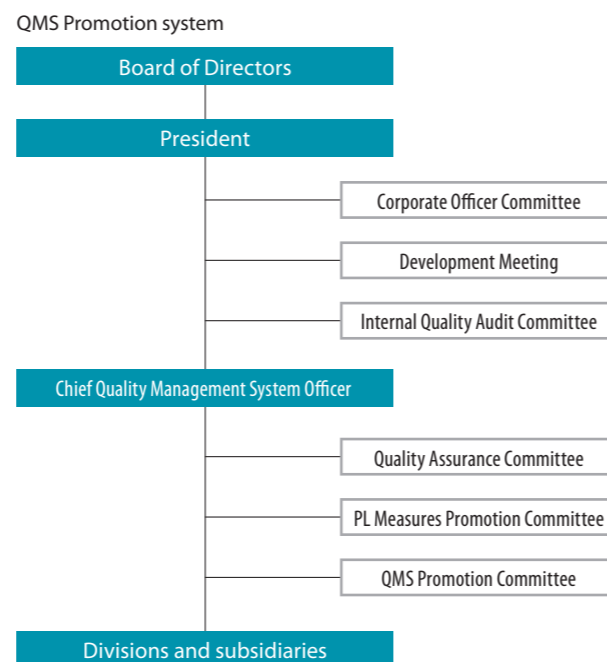 QMS Promotion system
Board of Directors
President
Corporate Officer Committee
Development Meeting
Internal Quality Audit Committee
Chief Quality Management System Officer
Quality Assurance Committee
PL Measures Promotion Committee
QMS Promotion Committee
Divisions and subsidiaries